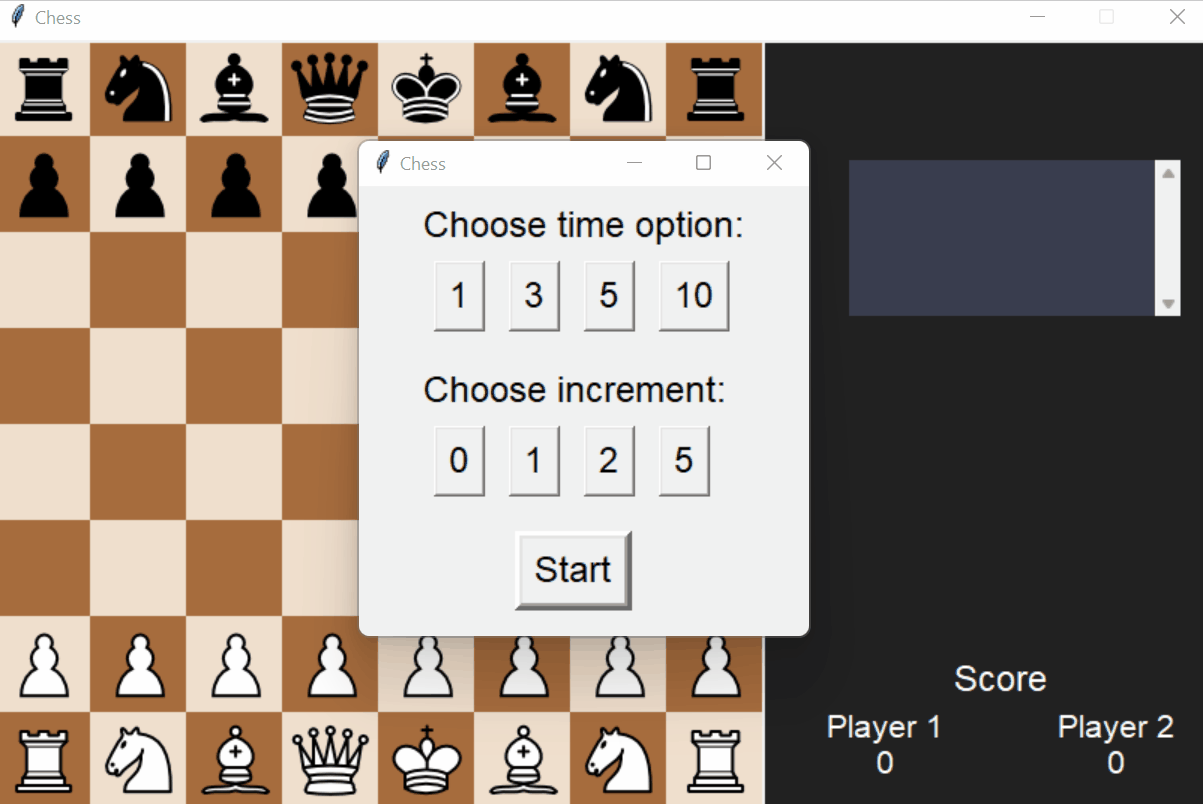 Chess
Chess
Choose time option:
1 3 5 10
Choose increment:
0 1 2 5
Start
Score
Player 1 Player 2
0 0